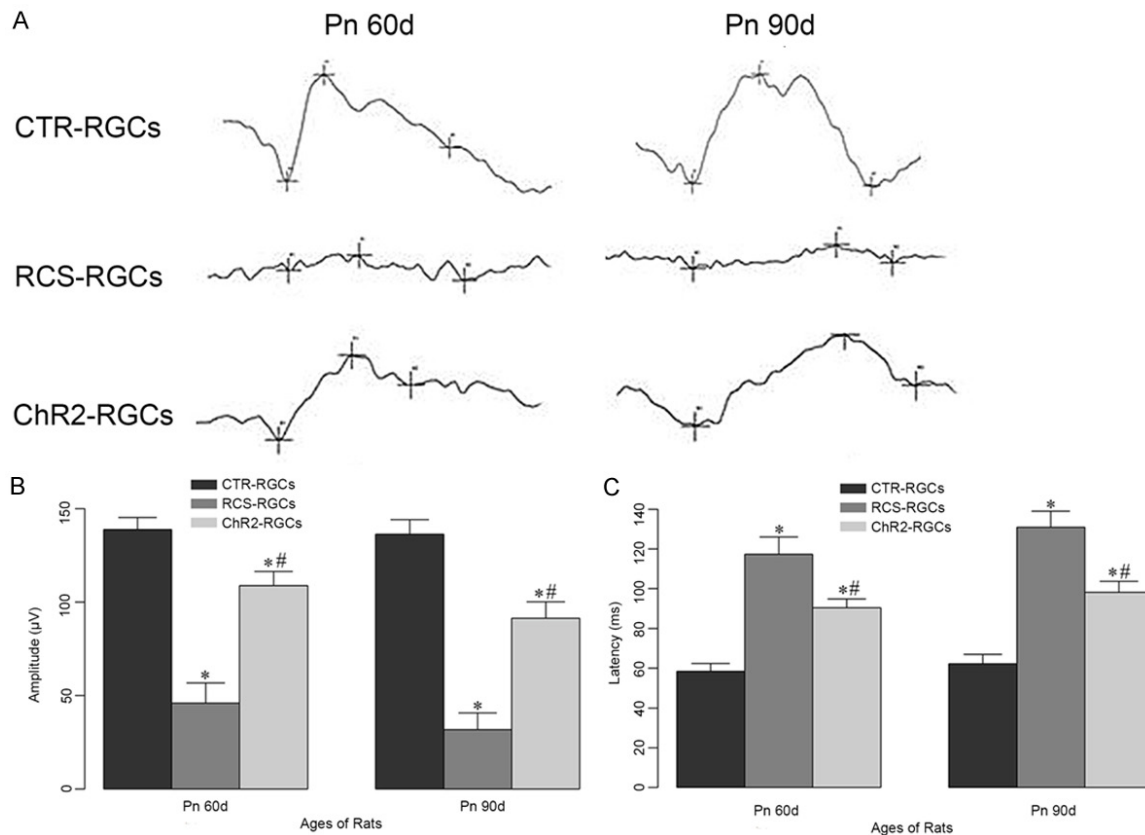 A
Pn 60d
Pn 90d
CTR-RGCs
RCS-RGCs
ChR2-RGCs
B
CTR-RGCs
RCS-RGCs
ChR2-RGCs
Amplitude (µV)
150
100
50
0
*
*#
*
*#
Pn 60d
Pn 90d
Ages of Rats
C
CTR-RGCs
RCS-RGCs
ChR2-RGCs
Latency (ms)
140
120
100
80
60
40
20
0
*
*#
*
*#
Pn 60d
Pn 90d
Ages of Rats